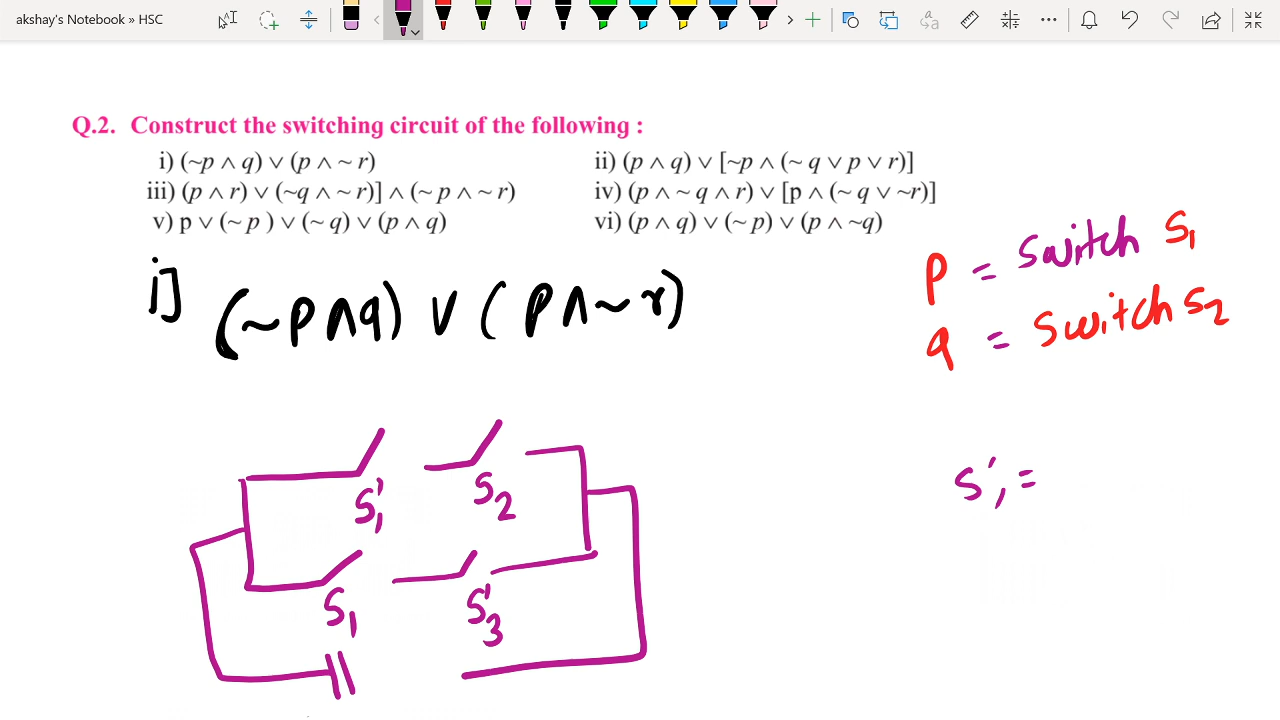 akshay's Notebook » HSC
Q.2. Construct the switching circuit of the following :
i) (~p ∧ q) ∨ (p ∧ ~ r)
ii) (p ∧ q) ∨ [~p ∧ (~ q ∨ p ∨ r)]
iii) (p ∧ r) ∨ (~q ∧ ~ r)] ∧ (~ p ∧ ~ r)
iv) (p ∧ ~ q ∧ r) ∨ [p ∧ (~ q ∨ ~r)]
v) p ∨ (~ p ) ∨ (~ q) ∨ (p ∧ q)
vi) (p ∧ q) ∨ (~ p) ∨ (p ∧ ~q)
i] (~p∧q) ∨ (p∧~r)
p = switch S₁
q = switch S₂
S₁' S₂
S₁ S₃'
S₁' =